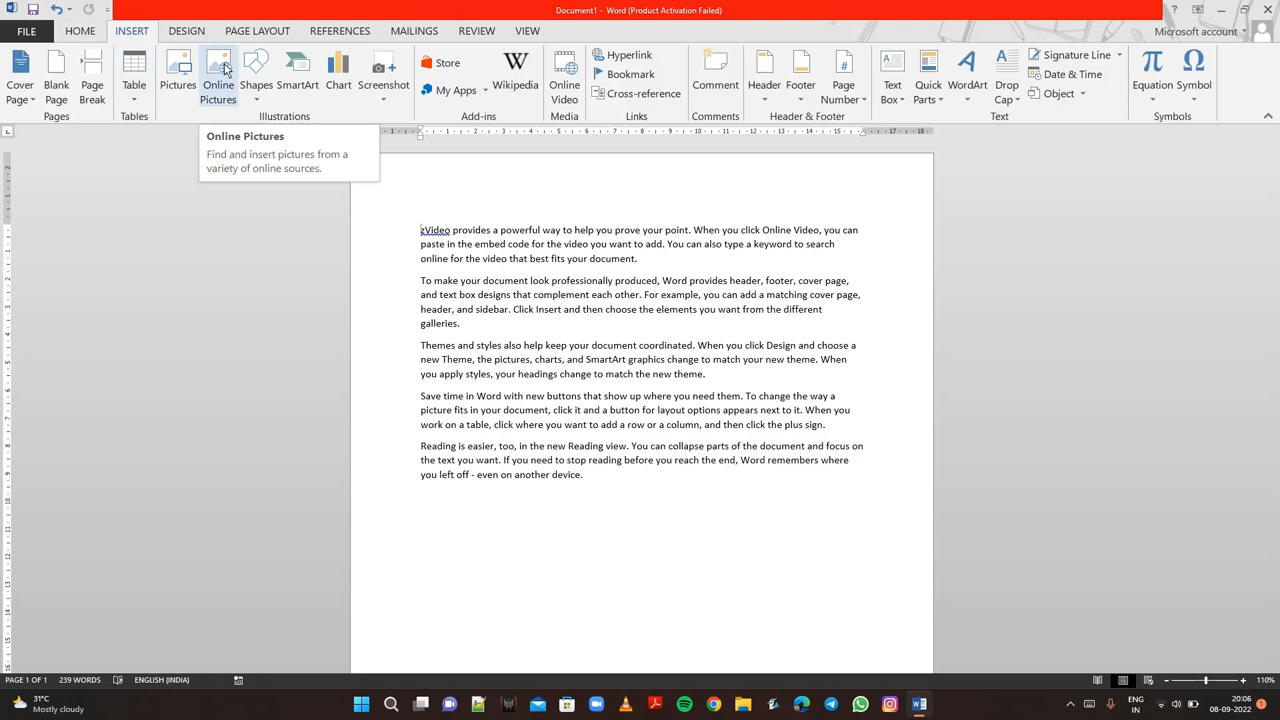 Document1 - Word (Product Activation Failed)
FILE HOME INSERT DESIGN PAGE LAYOUT REFERENCES MAILINGS REVIEW VIEW Microsoft account
Cover Page Blank Page Page Break
Pages
Table
Tables
Pictures Online Pictures Shapes SmartArt Chart Screenshot
Illustrations
Store
My Apps
Wikipedia
Add-ins
Online Video
Media
Hyperlink
Bookmark
Cross-reference
Links
Comment
Comments
Header Footer Page Number
Header & Footer
Text Box Quick Parts WordArt Drop Cap
Signature Line
Date & Time
Object
Text
Equation Symbol
Symbols
Online Pictures
Find and insert pictures from a
variety of online sources.
zVideo provides a powerful way to help you prove your point. When you click Online Video, you can
paste in the embed code for the video you want to add. You can also type a keyword to search
online for the video that best fits your document.
To make your document look professionally produced, Word provides header, footer, cover page,
and text box designs that complement each other. For example, you can add a matching cover page,
header, and sidebar. Click Insert and then choose the elements you want from the different
galleries.
Themes and styles also help keep your document coordinated. When you click Design and choose a
new Theme, the pictures, charts, and SmartArt graphics change to match your new theme. When
you apply styles, your headings change to match the new theme.
Save time in Word with new buttons that show up where you need them. To change the way a
picture fits in your document, click it and a button for layout options appears next to it. When you
work on a table, click where you want to add a row or a column, and then click the plus sign.
Reading is easier, too, in the new Reading view. You can collapse parts of the document and focus on
the text you want. If you need to stop reading before you reach the end, Word remembers where
you left off - even on another device.
PAGE 1 OF 1 239 WORDS ENGLISH (INDIA) 110%
31°C
Mostly cloudy
ENG
IN
20:06
08-09-2022